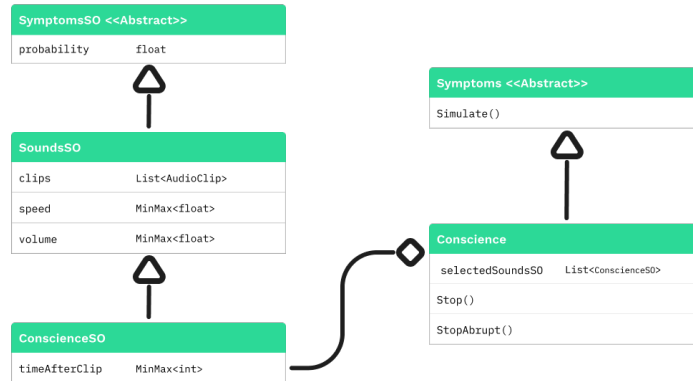 SymptomsSO <<Abstract>>
probability float
SoundsSO
clips List<AudioClip>
speed MinMax<float>
volume MinMax<float>
ConscienceSO
timeAfterClip MinMax<int>
Symptoms <<Abstract>>
Simulate()
Conscience
selectedSoundsSO List<ConscienceSO>
Stop()
StopAbrupt()